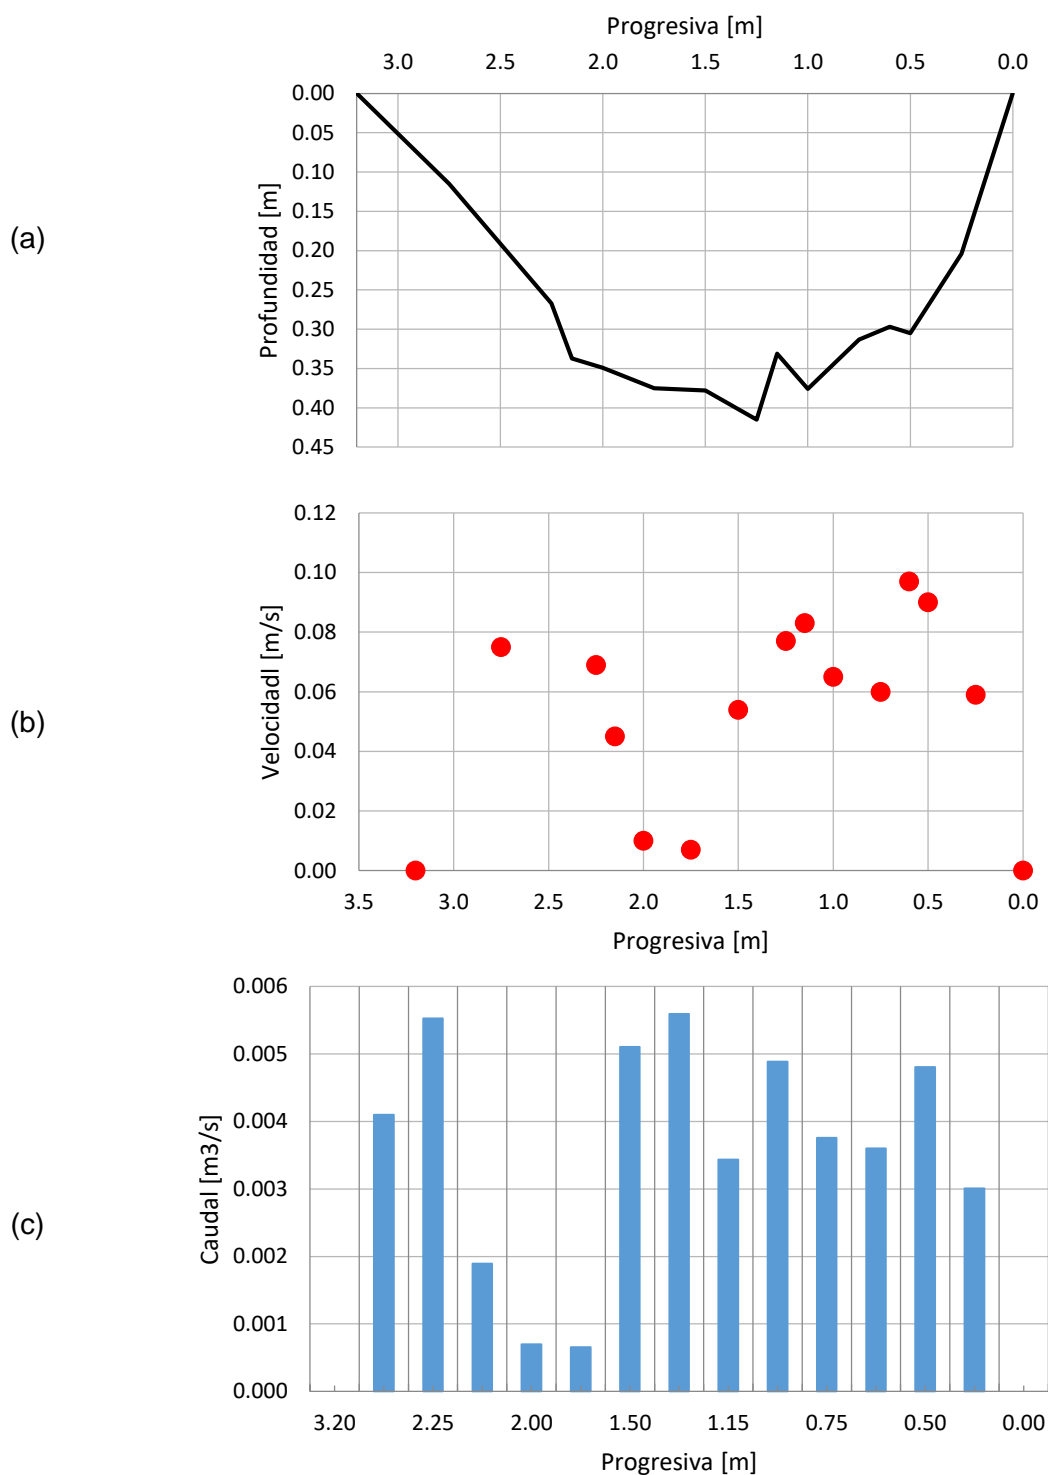 Progresiva [m]
3.0 2.5 2.0 1.5 1.0 0.5 0.0
0.00
0.05
0.10
0.15
0.20
0.25
0.30
0.35
0.40
0.45
Profundidad [m]
(a)
0.12
0.10
0.08
0.06
0.04
0.02
0.00
Velocidadl [m/s]
(b)
3.5 3.0 2.5 2.0 1.5 1.0 0.5 0.0
Progresiva [m]
0.006
0.005
0.004
0.003
0.002
0.001
0.000
Caudal [m3/s]
(c)
3.20 2.25 2.00 1.50 1.15 0.75 0.50 0.00
Progresiva [m]